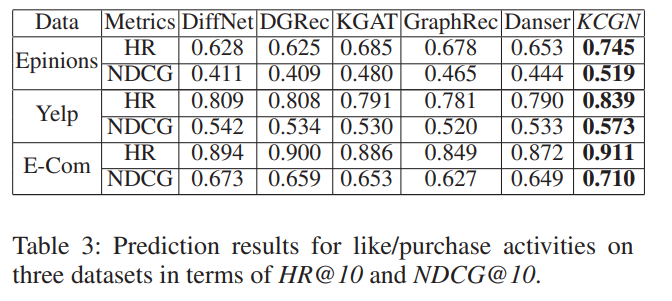 Data Metrics DiffNet DGRec KGAT GraphRec Danser KCGN
Epinions HR 0.628 0.625 0.685 0.678 0.653 0.745
NDCG 0.411 0.409 0.480 0.465 0.444 0.519
Yelp HR 0.809 0.808 0.791 0.781 0.790 0.839
NDCG 0.542 0.534 0.530 0.520 0.533 0.573
E-Com HR 0.894 0.900 0.886 0.849 0.872 0.911
NDCG 0.673 0.659 0.653 0.627 0.649 0.710
Table 3: Prediction results for like/purchase activities on
three datasets in terms of HR@10 and NDCG@10.